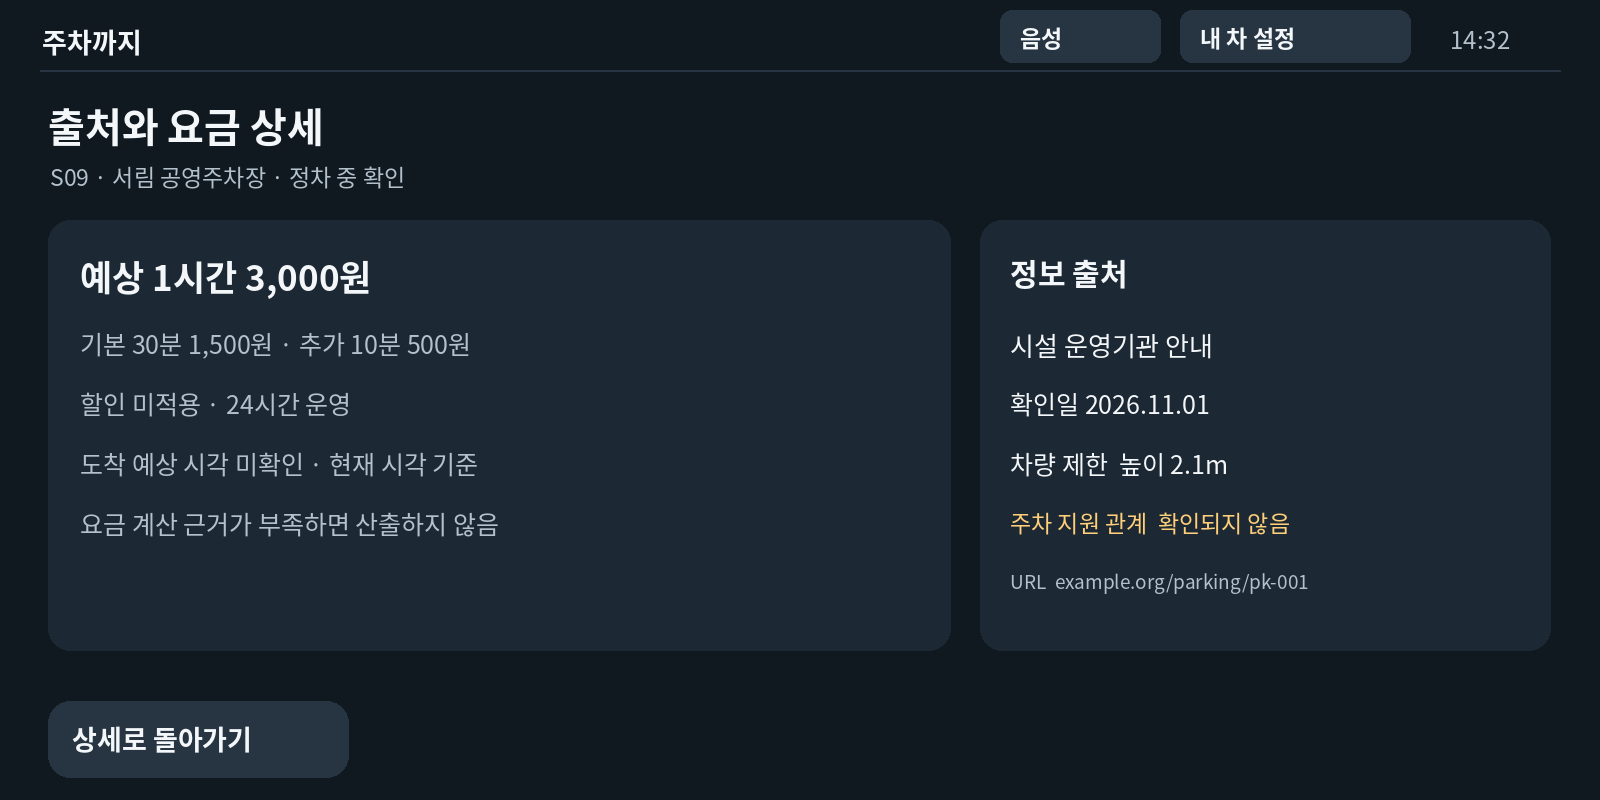 주차까지
음성
내 차 설정
14:32
출처와 요금 상세
S09 · 서림 공영주차장 · 정차 중 확인
예상 1시간 3,000원
기본 30분 1,500원 · 추가 10분 500원
할인 미적용 · 24시간 운영
도착 예상 시각 미확인 · 현재 시각 기준
요금 계산 근거가 부족하면 산출하지 않음
정보 출처
시설 운영기관 안내
확인일 2026.11.01
차량 제한 높이 2.1m
주차 지원 관계 확인되지 않음
URL example.org/parking/pk-001
상세로 돌아가기